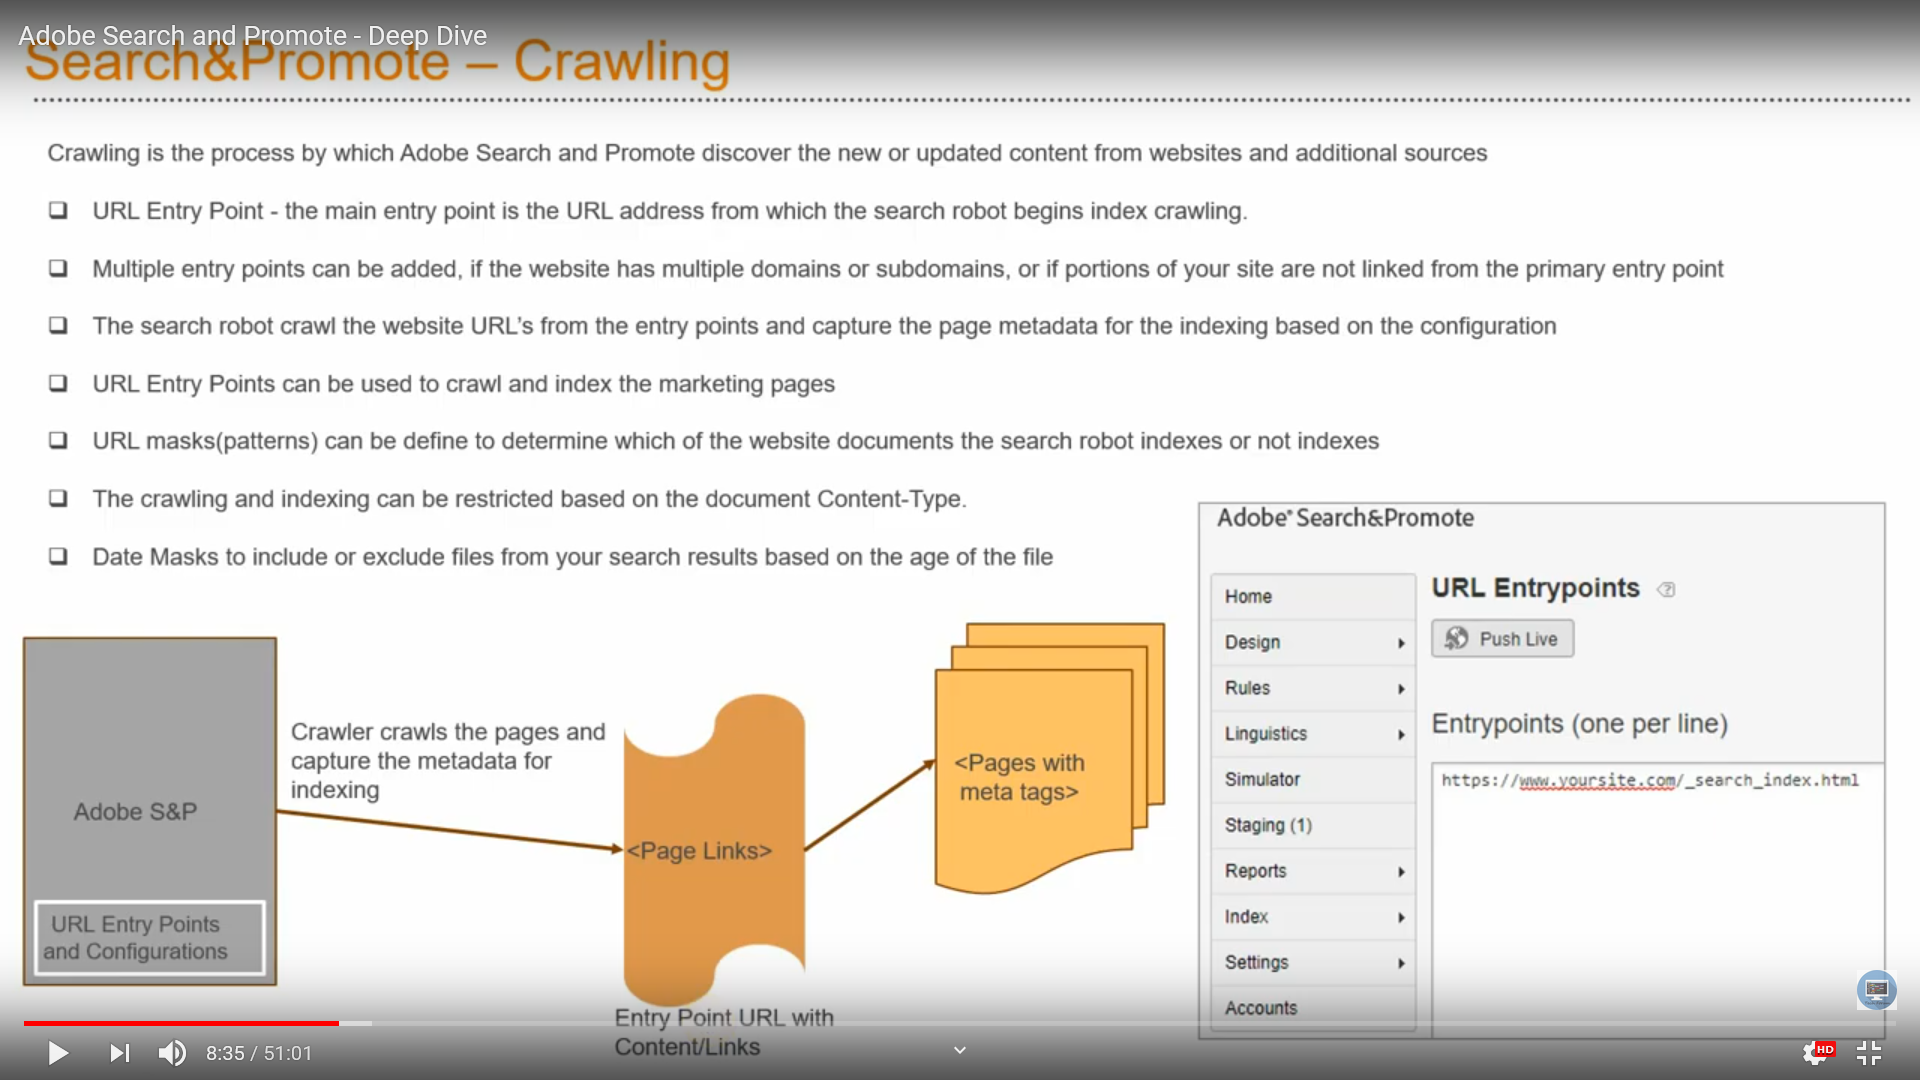 Adobe Search and Promote - Deep Dive
Search&Promote – Crawling
Crawling is the process by which Adobe Search and Promote discover the new or updated content from websites and additional sources
URL Entry Point - the main entry point is the URL address from which the search robot begins index crawling.
Multiple entry points can be added, if the website has multiple domains or subdomains, or if portions of your site are not linked from the primary entry point
The search robot crawl the website URL's from the entry points and capture the page metadata for the indexing based on the configuration
URL Entry Points can be used to crawl and index the marketing pages
URL masks(patterns) can be define to determine which of the website documents the search robot indexes or not indexes
The crawling and indexing can be restricted based on the document Content-Type.
Date Masks to include or exclude files from your search results based on the age of the file
Adobe S&P
URL Entry Points
and Configurations
Crawler crawls the pages and
capture the metadata for
indexing
<Page Links>
Entry Point URL with
Content/Links
<Pages with
meta tags>
Adobe® Search&Promote
Home
Design
Rules
Linguistics
Simulator
Staging (1)
Reports
Index
Settings
Accounts
URL Entrypoints
Push Live
Entrypoints (one per line)
https://www.yoursite.com/_search_index.html
8:35 / 51:01
HD